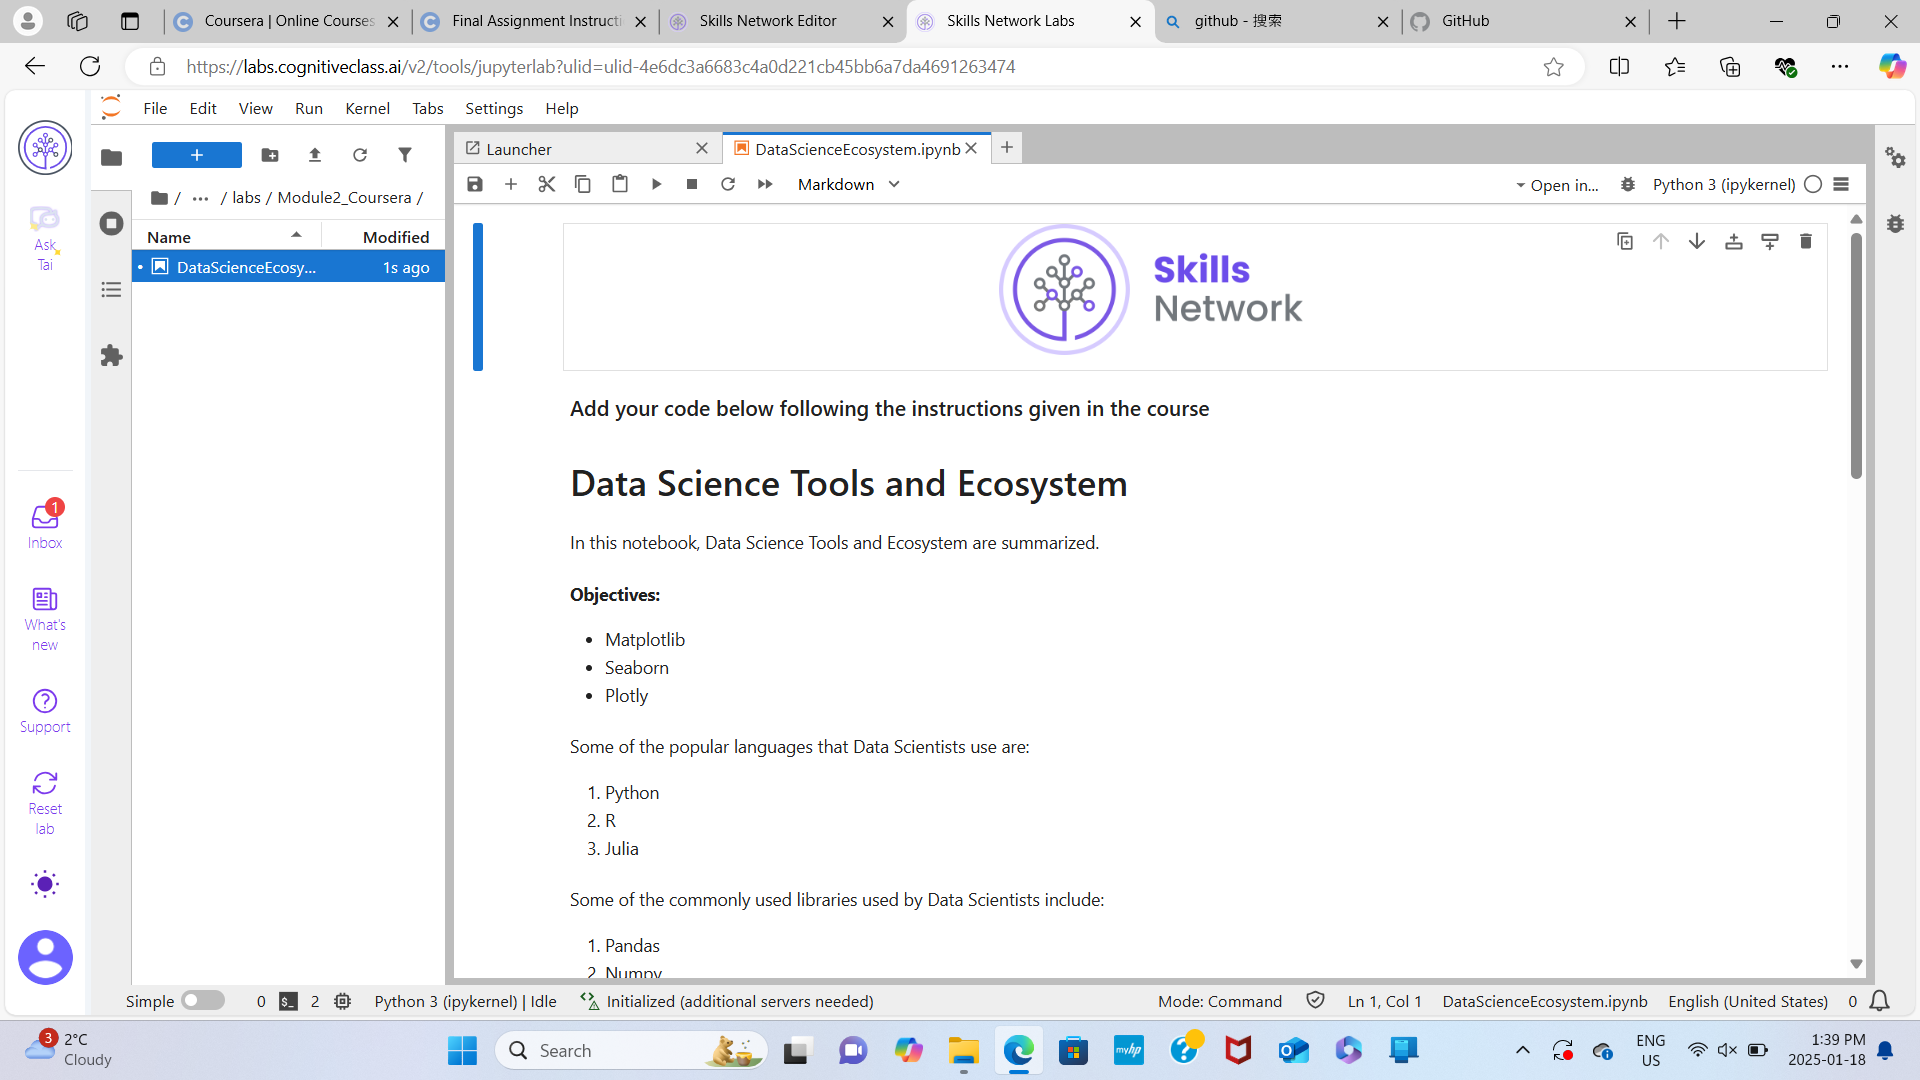 Coursera | Online Courses
Final Assignment Instructi
Skills Network Editor
Skills Network Labs
github - 搜索
GitHub
https://labs.cognitiveclass.ai/v2/tools/jupyterlab?ulid=ulid-4e6dc3a6683c4a0d221cb45bb6a7da4691263474
File Edit View Run Kernel Tabs Settings Help
Launcher
DataScienceEcosystem.ipynb
/ ... / labs / Module2_Coursera /
Markdown
Open in...
Python 3 (ipykernel)
Name Modified
DataScienceEcosy... 1s ago
Ask
Tai
1
Inbox
What's
new
Support
Reset
lab
Skills
Network
Add your code below following the instructions given in the course
Data Science Tools and Ecosystem
In this notebook, Data Science Tools and Ecosystem are summarized.
Objectives:
• Matplotlib
• Seaborn
• Plotly
Some of the popular languages that Data Scientists use are:
1. Python
2. R
3. Julia
Some of the commonly used libraries used by Data Scientists include:
1. Pandas
2. Numpy
Simple 0 $_ 2 Python 3 (ipykernel) | Idle Initialized (additional servers needed) Mode: Command Ln 1, Col 1 DataScienceEcosystem.ipynb English (United States) 0
3
2°C
Cloudy
Search
myhp
ENG
US
1:39 PM
2025-01-18